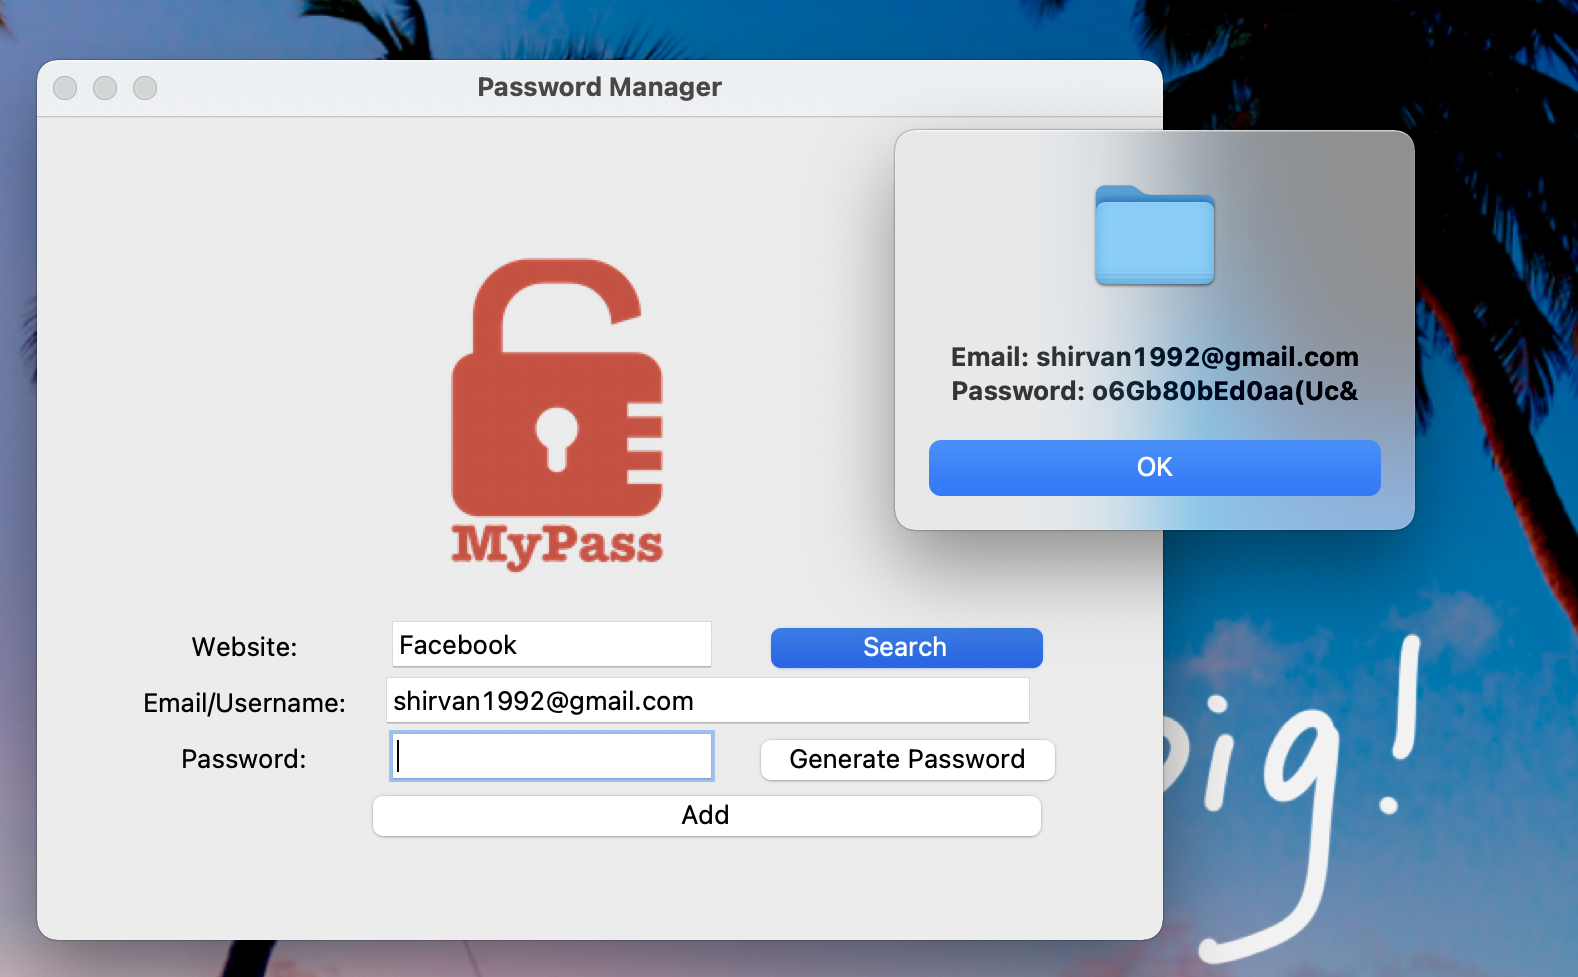 Password Manager
Email: shirvan1992@gmail.com
Password: o6Gb80bEd0aa(Uc&
OK
MyPass
Website:
Facebook
Search
Email/Username:
shirvan1992@gmail.com
Password:
Generate Password
Add